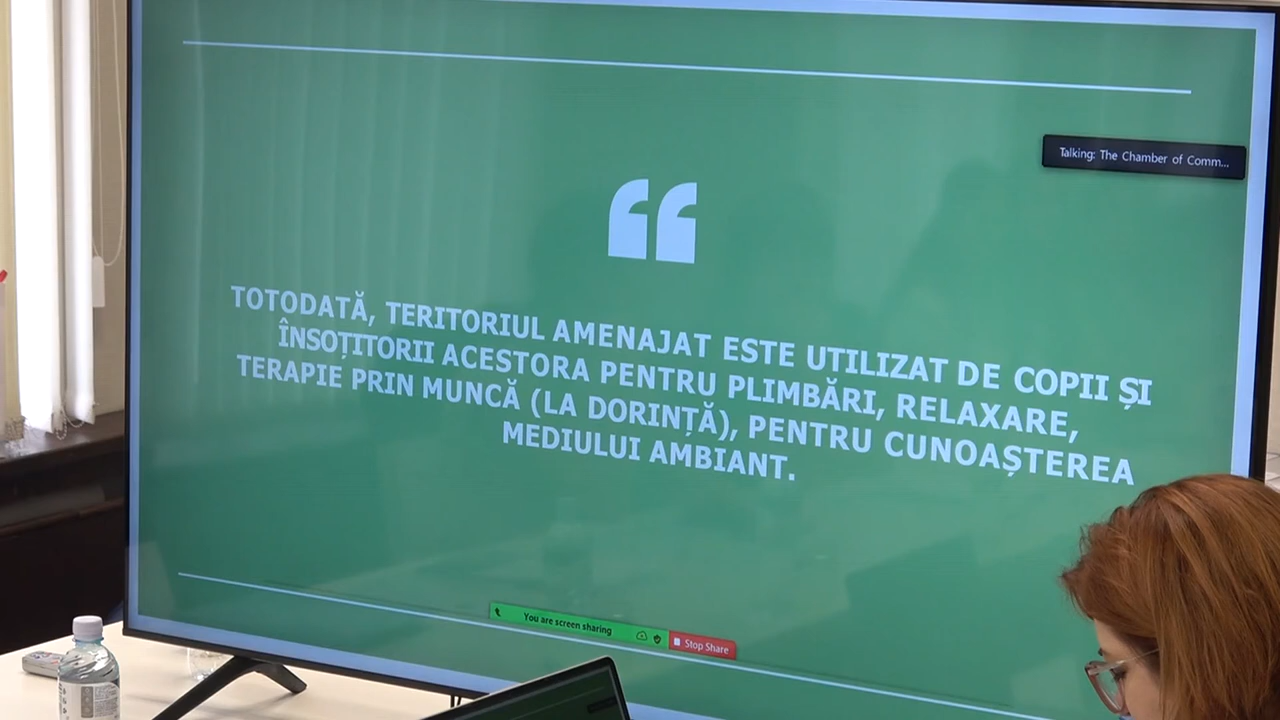 Talking: The Chamber of Comm...
❝
TOTODATĂ, TERITORIUL AMENAJAT ESTE UTILIZAT DE COPII ȘI
ÎNSOȚITORII ACESTORA PENTRU PLIMBĂRI, RELAXARE,
TERAPIE PRIN MUNCĂ (LA DORINȚĂ), PENTRU CUNOAȘTEREA
MEDIULUI AMBIANT.
You are screen sharing
Stop Share